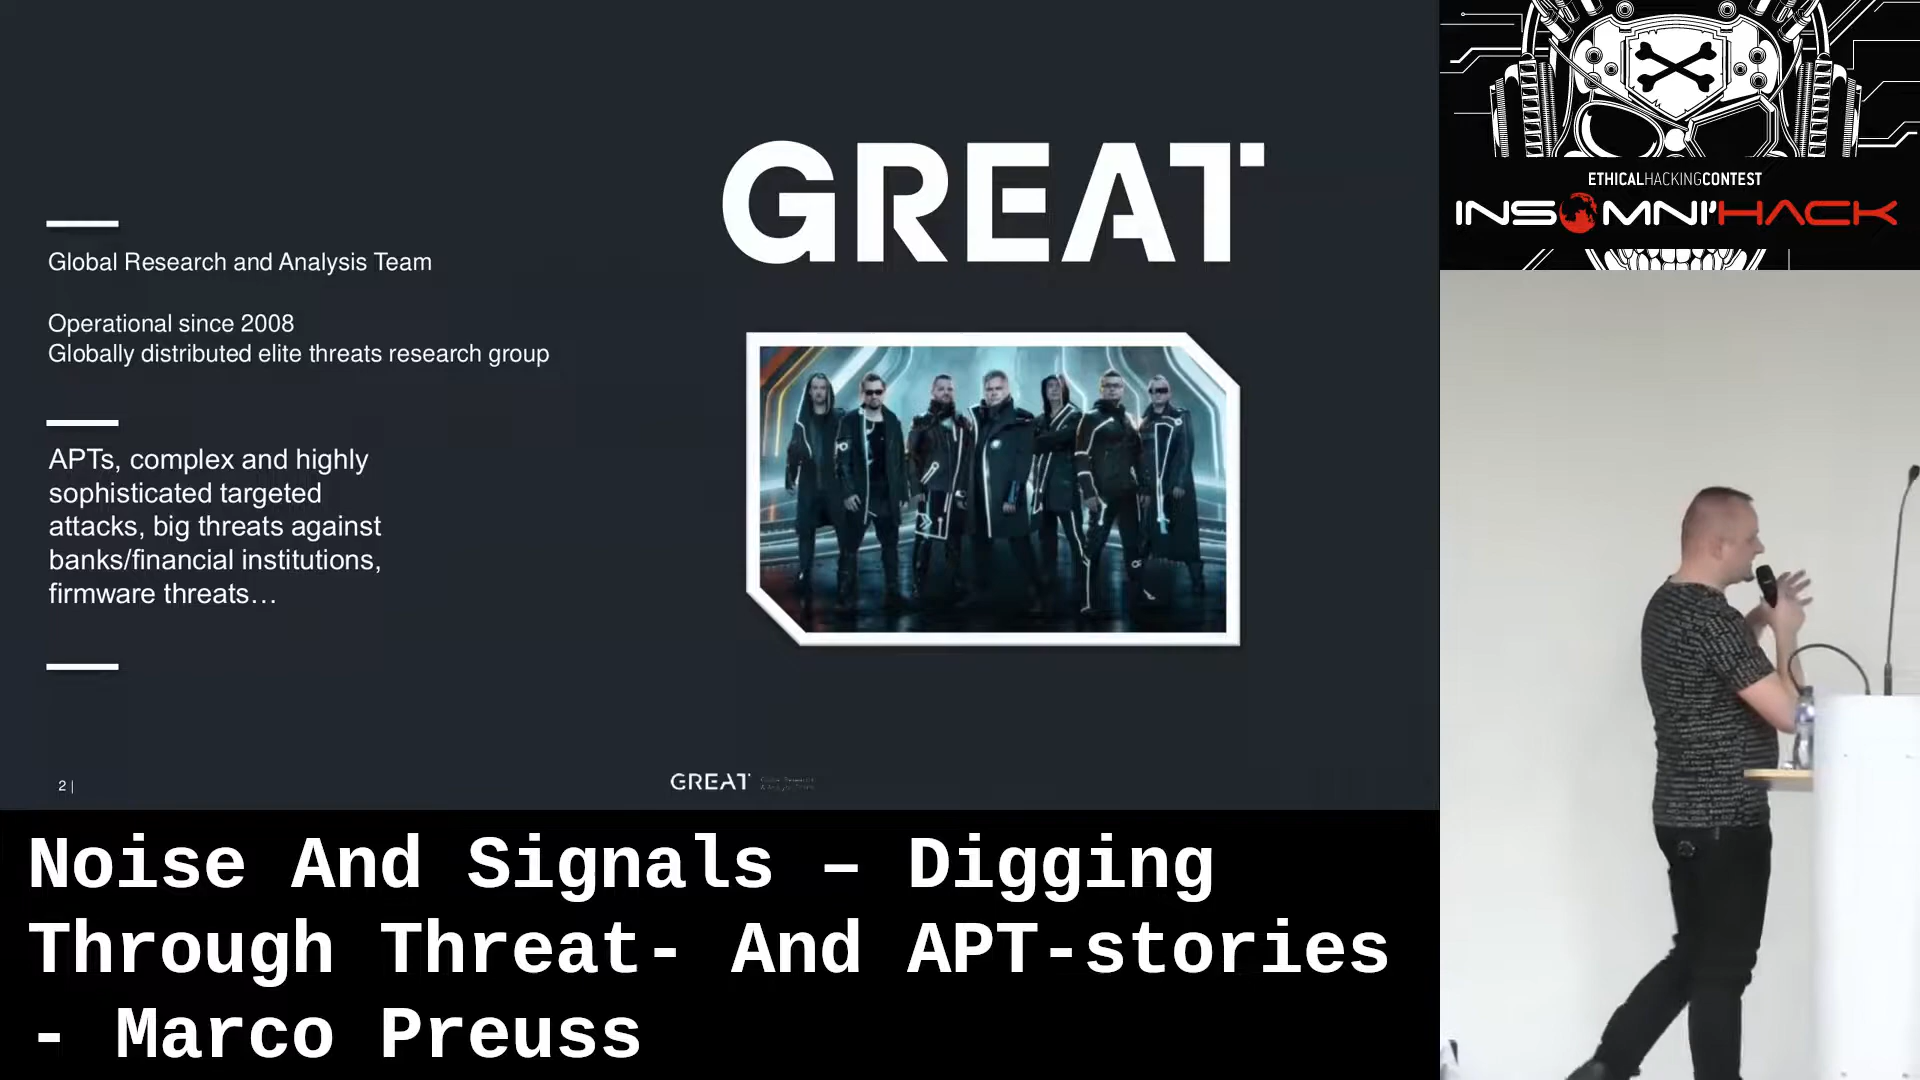 GREAT
Global Research and Analysis Team
Operational since 2008
Globally distributed elite threats research group
APTs, complex and highly
sophisticated targeted
attacks, big threats against
banks/financial institutions,
firmware threats…
2 |
GREAT
ETHICALHACKINGCONTEST
INSOMNI'HACK
Noise And Signals – Digging
Through Threat- And APT-stories
- Marco Preuss